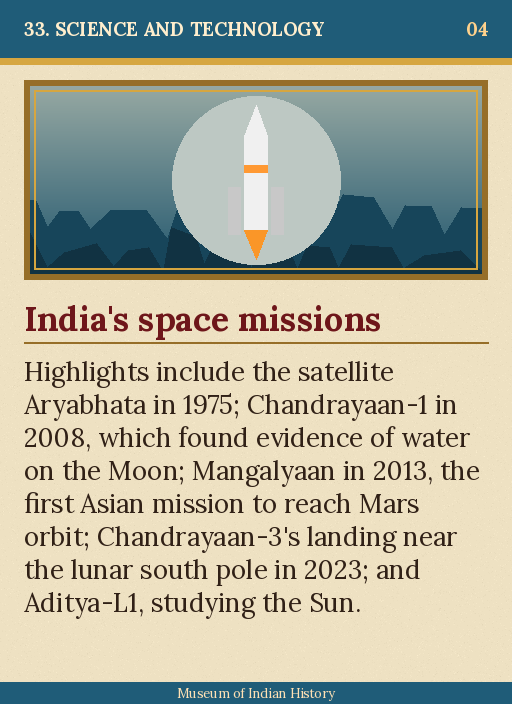 33. SCIENCE AND TECHNOLOGY 04
India's space missions
Highlights include the satellite
Aryabhata in 1975; Chandrayaan-1 in
2008, which found evidence of water
on the Moon; Mangalyaan in 2013, the
first Asian mission to reach Mars
orbit; Chandrayaan-3's landing near
the lunar south pole in 2023; and
Aditya-L1, studying the Sun.
Museum of Indian History